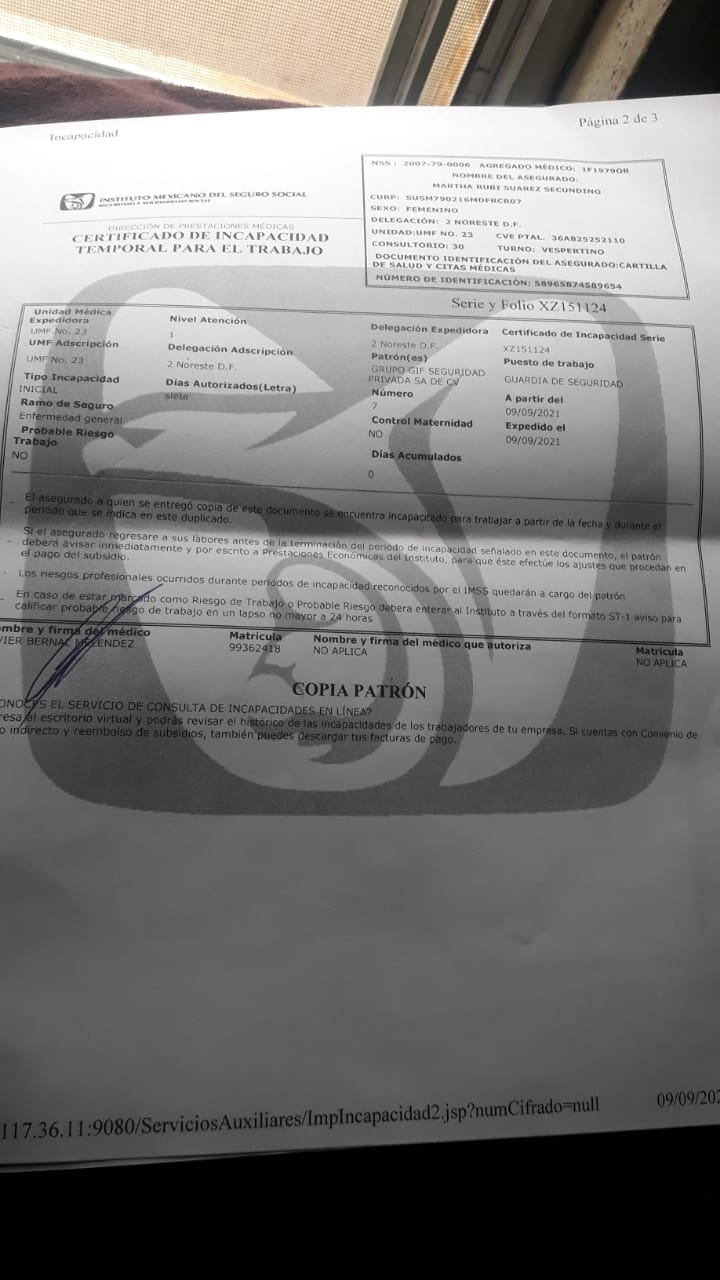 Incapacidad
Página 2 de 3
INSTITUTO MEXICANO DEL SEGURO SOCIAL
DIRECCIÓN DE PRESTACIONES MÉDICAS
CERTIFICADO DE INCAPACIDAD
TEMPORAL PARA EL TRABAJO
NSS : 2007-79-0006 AGREGADO MÉDICO: 1F1979OR
NOMBRE DEL ASEGURADO:
MARTHA RUBI SUAREZ SECUNDINO
CURP: SUSM790216MDFRCR07
SEXO: FEMENINO
DELEGACIÓN: 2 NORESTE D.F.
UNIDAD:UMF NO. 23 CVE PTAL. 36A825252110
CONSULTORIO: 30 TURNO: VESPERTINO
DOCUMENTO IDENTIFICACIÓN DEL ASEGURADO:CARTILLA
DE SALUD Y CITAS MÉDICAS
NÚMERO DE IDENTIFICACIÓN: 58965874589654
Serie y Folio XZ151124
Unidad Médica
Expedidora
UMF No. 23
UMF Adscripción
UMF No. 23
Tipo Incapacidad
INICIAL
Ramo de Seguro
Enfermedad general
Probable Riesgo
Trabajo
NO
Nivel Atención
1
Delegación Adscripción
2 Noreste D.F.
Días Autorizados(Letra)
siete
Delegación Expedidora
2 Noreste D.F.
Patrón(es)
GRUPO GIF SEGURIDAD
PRIVADA SA DE CV
Número
7
Control Maternidad
NO
Días Acumulados
0
Certificado de Incapacidad Serie
XZ151124
Puesto de trabajo
GUARDIA DE SEGURIDAD
A partir del
09/09/2021
Expedido el
09/09/2021
- El asegurado a quien se entregó copia de este documento se encuentra incapacitado para trabajar a partir de la fecha y durante el
periodo que se indica en este duplicado.
- Si el asegurado regresare a sus labores antes de la terminación del periodo de incapacidad señalado en este documento, el patrón
deberá avisar inmediatamente y por escrito a Prestaciones Económicas del Instituto, para que éste efectúe los ajustes que procedan en
el pago del subsidio.
- Los riesgos profesionales ocurridos durante periodos de incapacidad reconocidos por el IMSS quedarán a cargo del patrón
- En caso de estar marcado como Riesgo de Trabajo o Probable Riesgo debera enterar al Instituto a través del formato ST-1 aviso para
calificar probable riesgo de trabajo en un lapso no mayor a 24 horas
ombre y firma del médico
VIER BERNAL MELENDEZ
Matrícula
99362418
Nombre y firma del médico que autoriza
NO APLICA
Matrícula
NO APLICA
COPIA PATRÓN
ONOCES EL SERVICIO DE CONSULTA DE INCAPACIDADES EN LÍNEA?
resa al escritorio virtual y podrás revisar el histórico de las incapacidades de los trabajadores de tu empresa. Si cuentas con Convenio de
o indirecto y reembolso de subsidios, también puedes descargar tus facturas de pago.
117.36.11:9080/ServiciosAuxiliares/ImpIncapacidad2.jsp?numCifrado=null
09/09/202